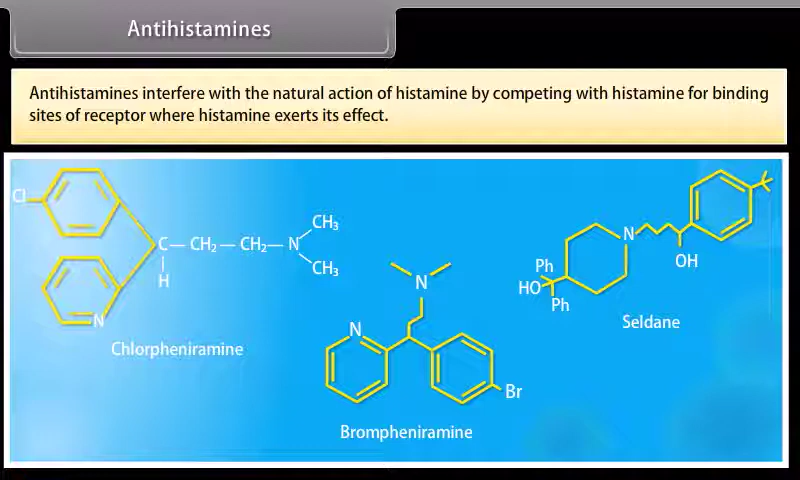 Antihistamines
Antihistamines interfere with the natural action of histamine by competing with histamine for binding
sites of receptor where histamine exerts its effect.
Cl
C — CH₂ — CH₂ — N
CH₃
CH₃
H
N
Chlorpheniramine
N
N
Br
Brompheniramine
N
OH
Ph
HO
Ph
Seldane